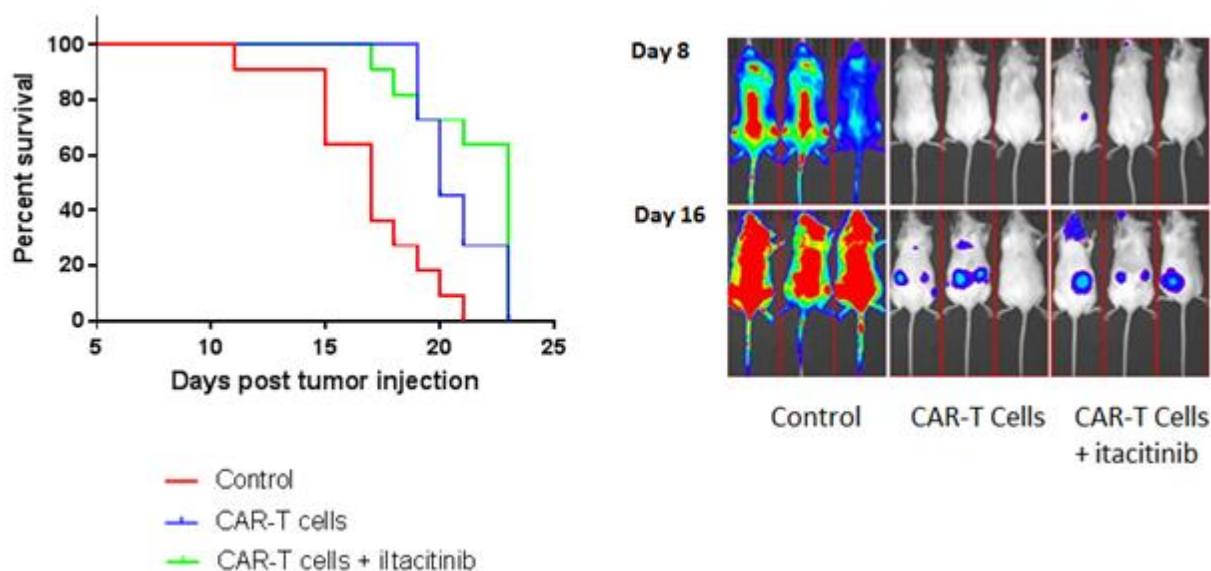 Percent survival
100
80
60
40
20
0
5 10 15 20 25
Days post tumor injection
Control
CAR-T cells
CAR-T cells + iltacitinib
Day 8
Day 16
Control
CAR-T Cells
CAR-T Cells
+ itacitinib